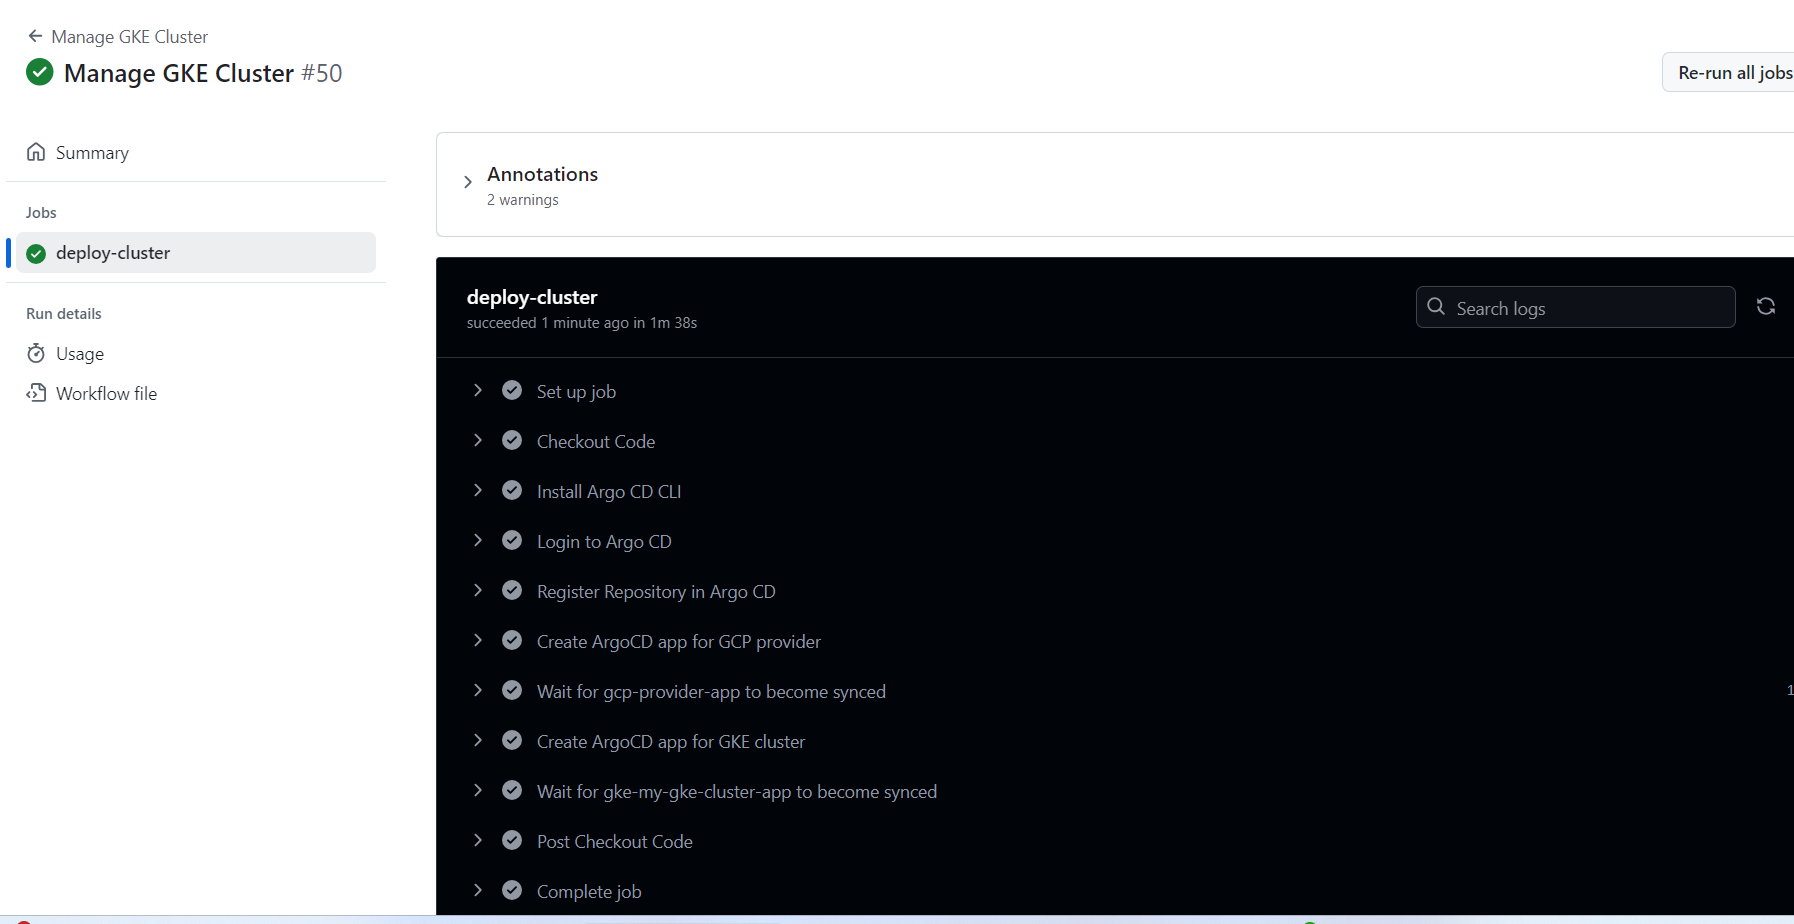 Manage GKE Cluster
Manage GKE Cluster #50
Re-run all jobs
Summary
Jobs
deploy-cluster
Run details
Usage
Workflow file
Annotations
2 warnings
deploy-cluster
succeeded 1 minute ago in 1m 38s
Search logs
Set up job
Checkout Code
Install Argo CD CLI
Login to Argo CD
Register Repository in Argo CD
Create ArgoCD app for GCP provider
Wait for gcp-provider-app to become synced
1
Create ArgoCD app for GKE cluster
Wait for gke-my-gke-cluster-app to become synced
Post Checkout Code
Complete job